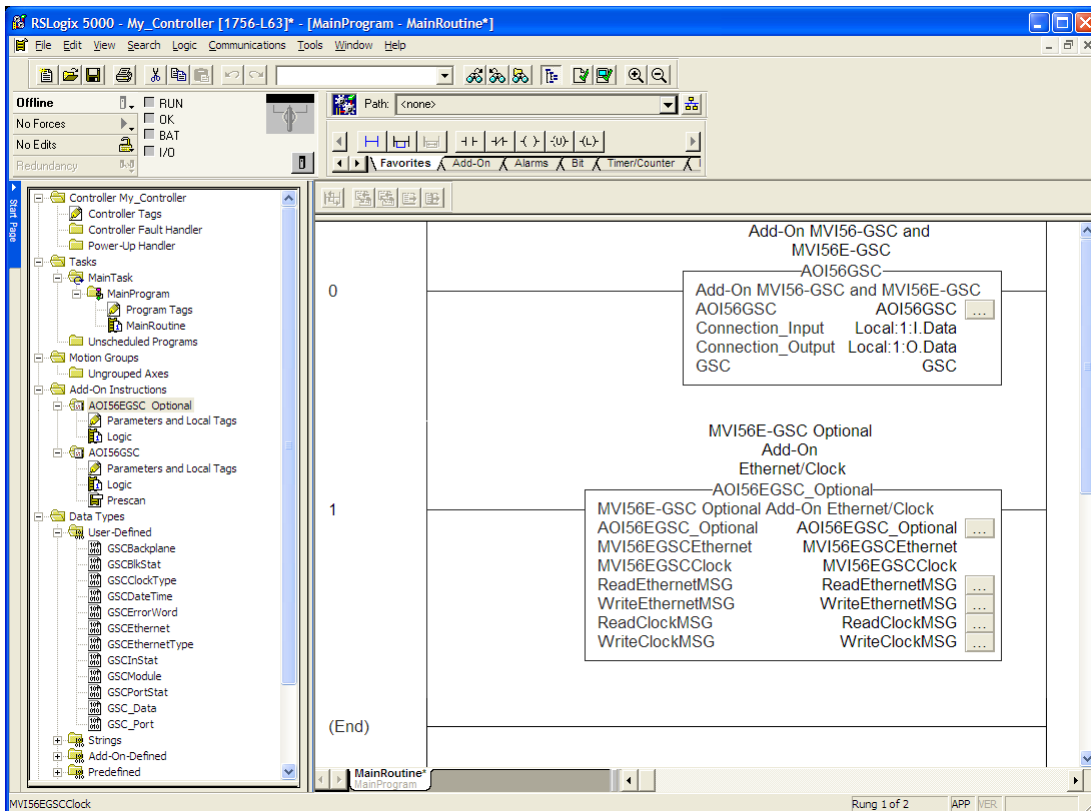 RSLogix 5000 - My_Controller [1756-L63]* - [MainProgram - MainRoutine*]
File Edit View Search Logic Communications Tools Window Help
Offline
RUN
No Forces
OK
No Edits
BAT
Redundancy
I/O
Path: <none>
Favorites Add-On Alarms Bit Timer/Counter
Start Page
Controller My_Controller
Controller Tags
Controller Fault Handler
Power-Up Handler
Tasks
MainTask
MainProgram
Program Tags
MainRoutine
Unscheduled Programs
Motion Groups
Ungrouped Axes
Add-On Instructions
AOI56EGSC_Optional
Parameters and Local Tags
Logic
AOI56GSC
Parameters and Local Tags
Logic
Prescan
Data Types
User-Defined
GSCBackplane
GSCBlkStat
GSCClockType
GSCDateTime
GSCErrorWord
GSCEthernet
GSCEthernetType
GSCInStat
GSCModule
GSCPortStat
GSC_Data
GSC_Port
Strings
Add-On-Defined
Predefined
Add-On MVI56-GSC and
MVI56E-GSC
AOI56GSC
0
Add-On MVI56-GSC and MVI56E-GSC
AOI56GSC AOI56GSC ...
Connection_Input Local:1:I.Data
Connection_Output Local:1:O.Data
GSC GSC
MVI56E-GSC Optional
Add-On
Ethernet/Clock
AOI56EGSC_Optional
1
MVI56E-GSC Optional Add-On Ethernet/Clock
AOI56EGSC_Optional AOI56EGSC_Optional ...
MVI56EGSCEthernet MVI56EGSCEthernet
MVI56EGSCClock MVI56EGSCClock
ReadEthernetMSG ReadEthernetMSG ...
WriteEthernetMSG WriteEthernetMSG ...
ReadClockMSG ReadClockMSG ...
WriteClockMSG WriteClockMSG ...
(End)
MainRoutine*
MainProgram
MVI56EGSCClock
Rung 1 of 2 APP VER